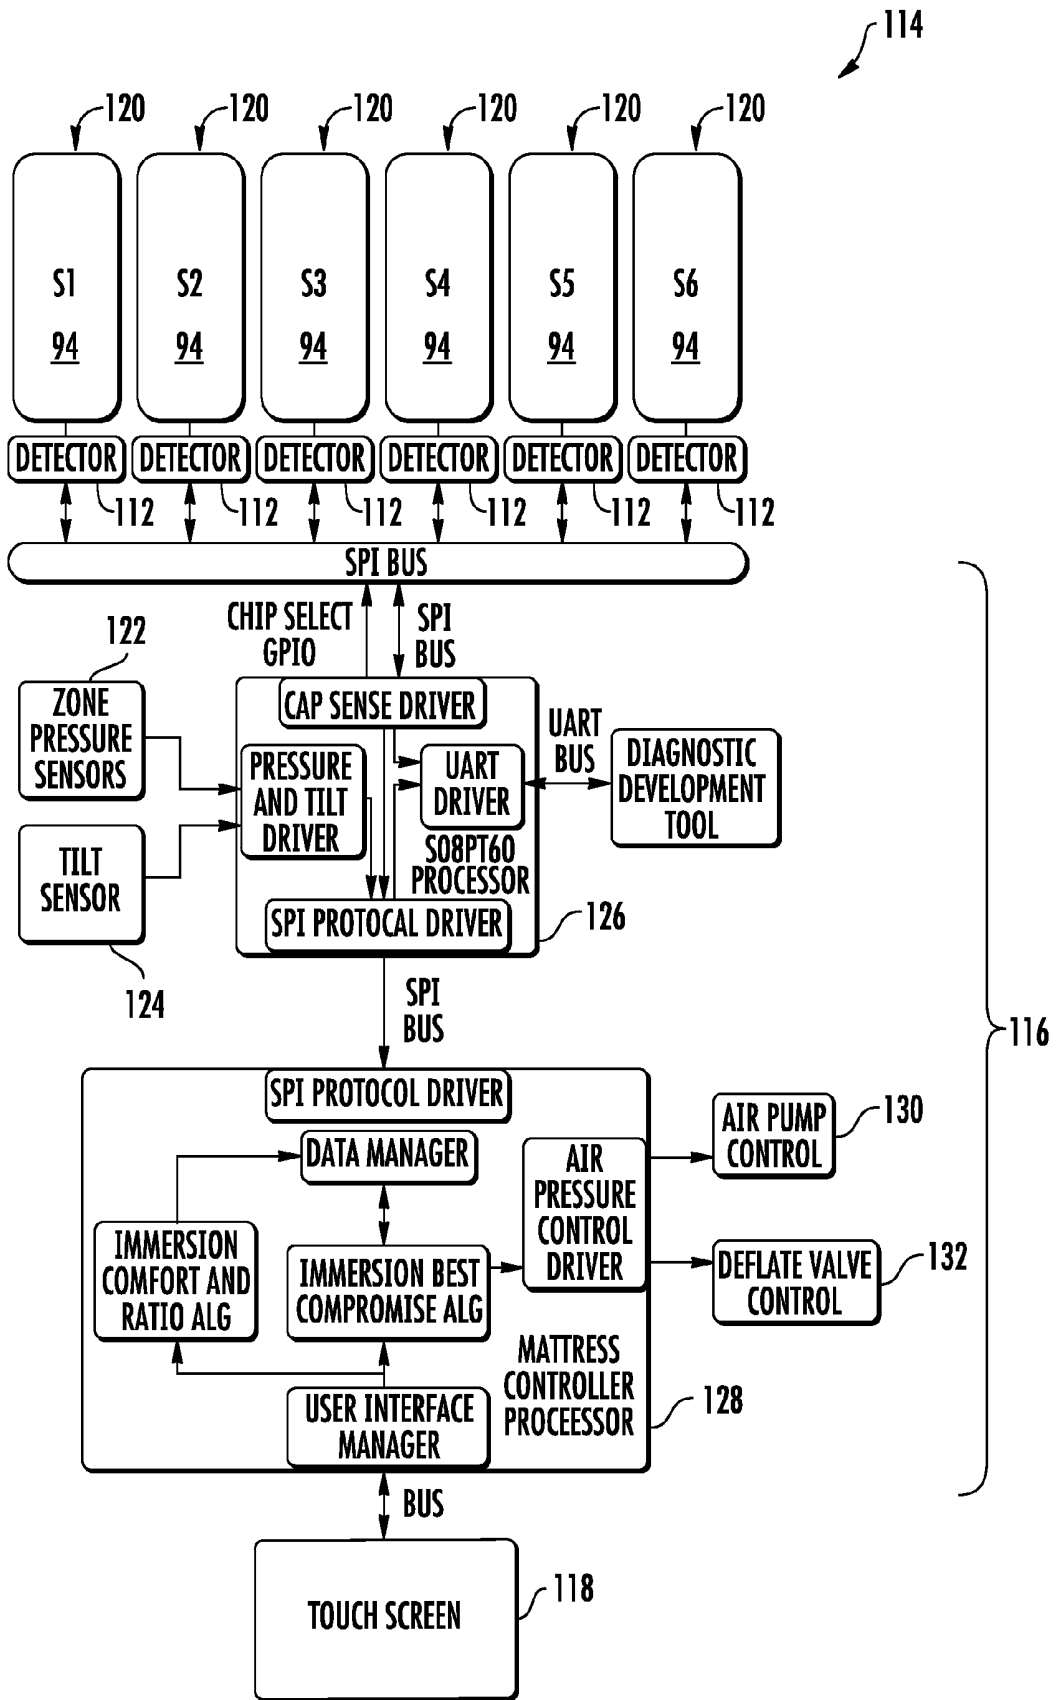 114
120 120 120 120 120 120
S1 S2 S3 S4 S5 S6
94 94 94 94 94 94
DETECTOR DETECTOR DETECTOR DETECTOR DETECTOR DETECTOR
112 112 112 112 112 112
SPI BUS
CHIP SELECT
GPIO
SPI
BUS
122
ZONE
PRESSURE
SENSORS
CAP SENSE DRIVER
PRESSURE
AND TILT
DRIVER
UART
DRIVER
UART
BUS
DIAGNOSTIC
DEVELOPMENT
TOOL
S08PT60
PROCESSOR
TILT
SENSOR
124
SPI PROTOCAL DRIVER
126
SPI
BUS
116
SPI PROTOCOL DRIVER
DATA MANAGER
AIR
PRESSURE
CONTROL
DRIVER
AIR PUMP
CONTROL
130
IMMERSION
COMFORT AND
RATIO ALG
IMMERSION BEST
COMPROMISE ALG
DEFLATE VALVE
CONTROL
132
MATTRESS
CONTROLLER
PROCEESSOR
128
USER INTERFACE
MANAGER
BUS
TOUCH SCREEN
118